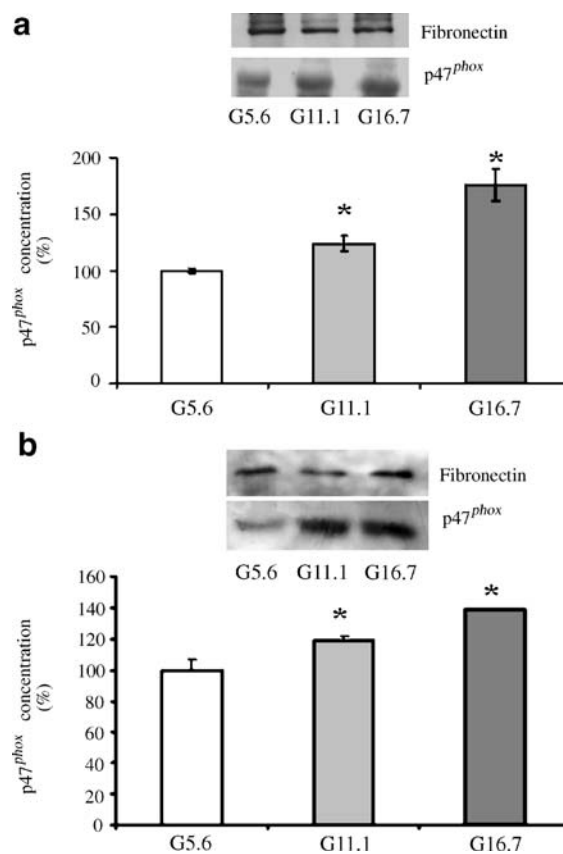 a
Fibronectin
p47phox
G5.6 G11.1 G16.7
200
150
100
50
0
p47phox concentration
(%)
*
*
G5.6 G11.1 G16.7
b
Fibronectin
p47phox
G5.6 G11.1 G16.7
160
140
120
100
80
60
40
20
0
p47phox concentration
(%)
*
*
G5.6 G11.1 G16.7